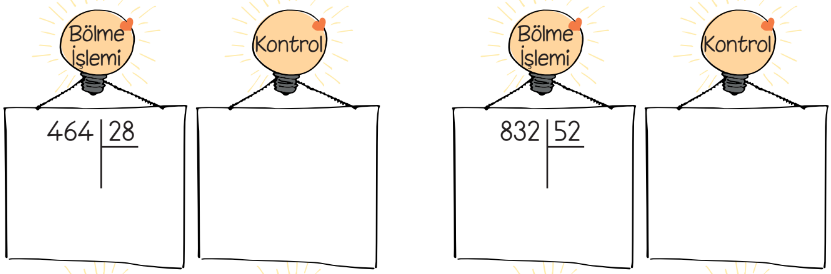 Bölme
İşlemi
Kontrol
464 28
Bölme
İşlemi
Kontrol
832 52